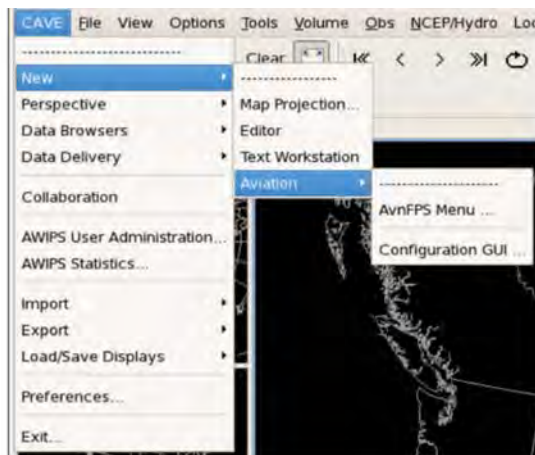 CAVE File View Options Tools Volume Obs NCEP/Hydro Loc
Clear
New
Perspective
Data Browsers
Data Delivery
Collaboration
AWIPS User Administration...
AWIPS Statistics...
Import
Export
Load/Save Displays
Preferences...
Exit...
Map Projection...
Editor
Text Workstation
Aviation
AvnFPS Menu ...
Configuration GUI ...